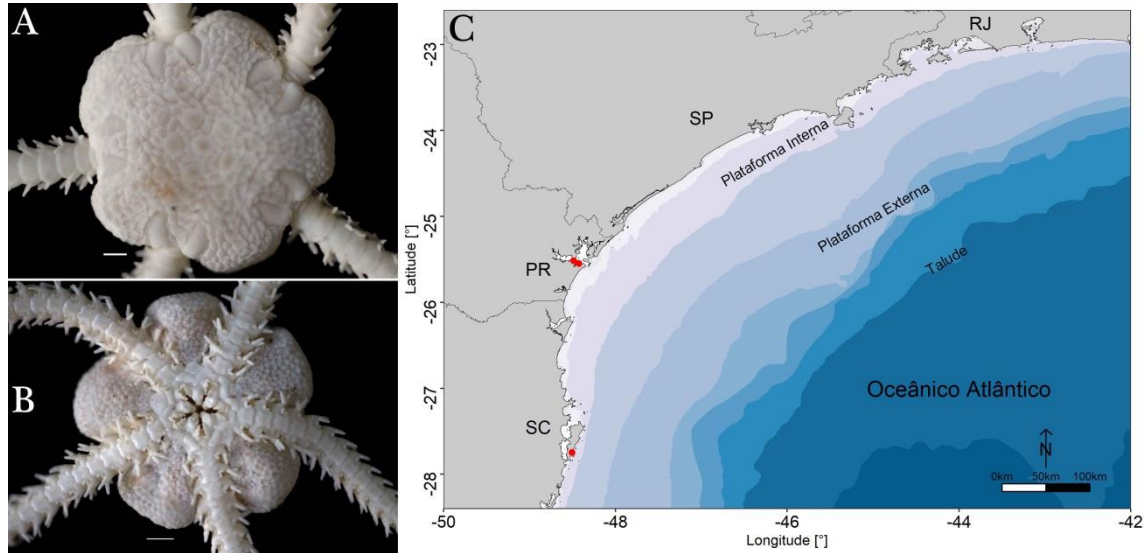 A
B
C
RJ
SP
PR
SC
Plataforma Interna
Plataforma Externa
Talude
Oceânico Atlântico
N
0km 50km 100km
-23
-24
-25
-26
-27
-28
Latitude [°]
-50 -48 -46 -44 -42
Longitude [°]